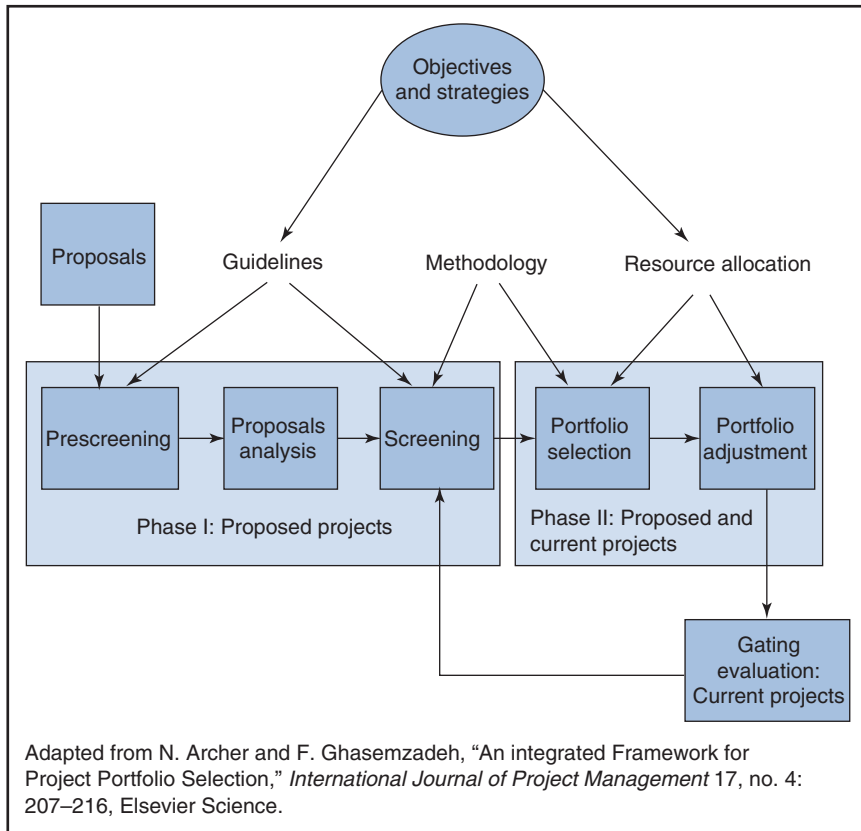 Objectives
and strategies
Proposals
Guidelines
Methodology
Resource allocation
Prescreening
Proposals
analysis
Screening
Portfolio
selection
Portfolio
adjustment
Phase I: Proposed projects
Phase II: Proposed and
current projects
Gating
evaluation:
Current projects
Adapted from N. Archer and F. Ghasemzadeh, “An integrated Framework for
Project Portfolio Selection,” International Journal of Project Management 17, no. 4:
207–216, Elsevier Science.